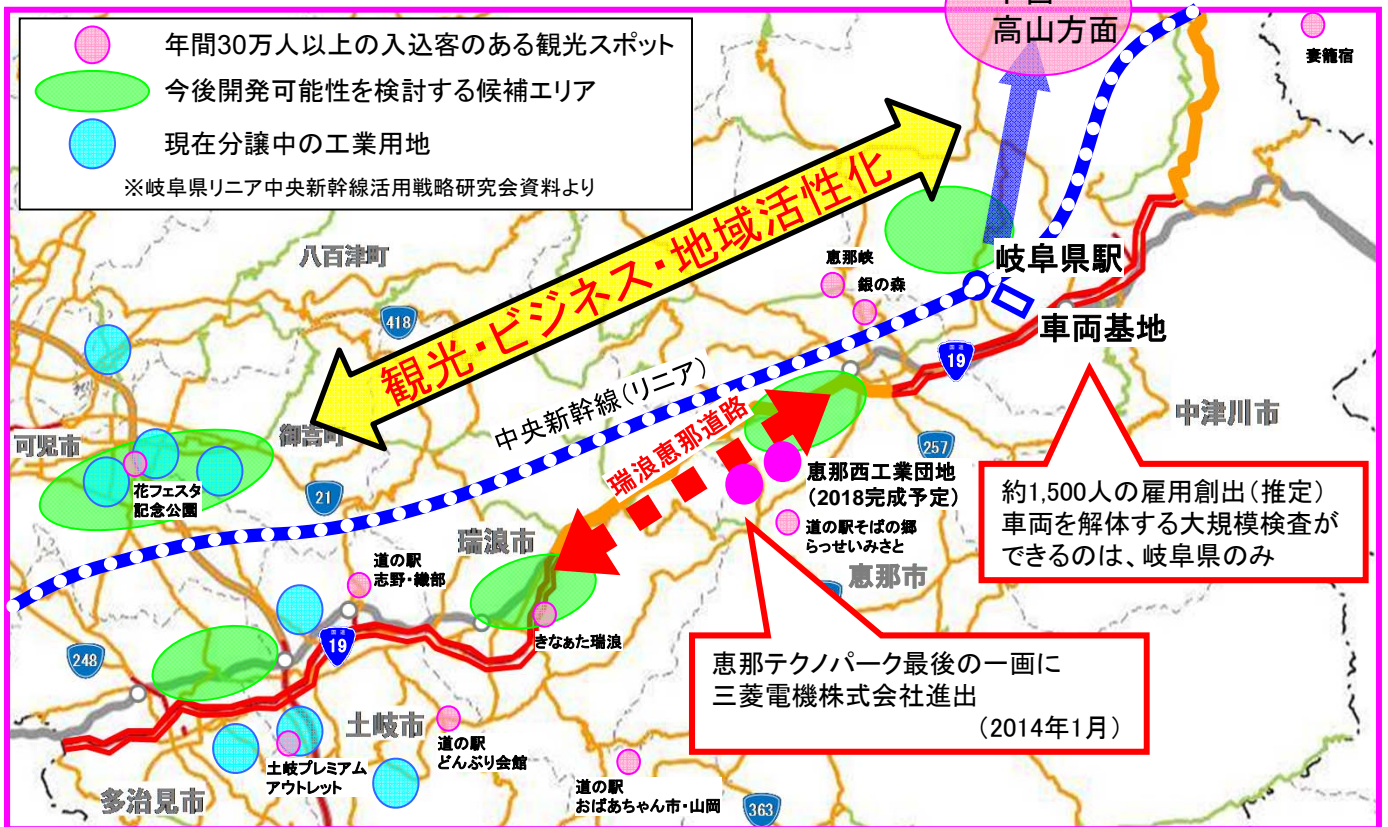 高山方面
妻籠宿
年間30万人以上の入込客のある観光スポット
今後開発可能性を検討する候補エリア
現在分譲中の工業用地
※岐阜県リニア中央新幹線活用戦略研究会資料より
観光・ビジネス・地域活性化
八百津町
418
恵那峡
銀の森
岐阜県駅
車両基地
19
中津川市
257
中央新幹線(リニア)
瑞浪恵那道路
可児市
御嵩町
花フェスタ
記念公園
21
恵那西工業団地
(2018完成予定)
道の駅そばの郷
らっせいみさと
恵那市
約1,500人の雇用創出(推定)
車両を解体する大規模検査が
できるのは、岐阜県のみ
瑞浪市
道の駅
志野・織部
きなぁた瑞浪
国道
19
248
恵那テクノパーク最後の一画に
三菱電機株式会社進出
(2014年1月)
土岐市
道の駅
どんぶり会館
土岐プレミアム
アウトレット
多治見市
道の駅
おばあちゃん市・山岡
363